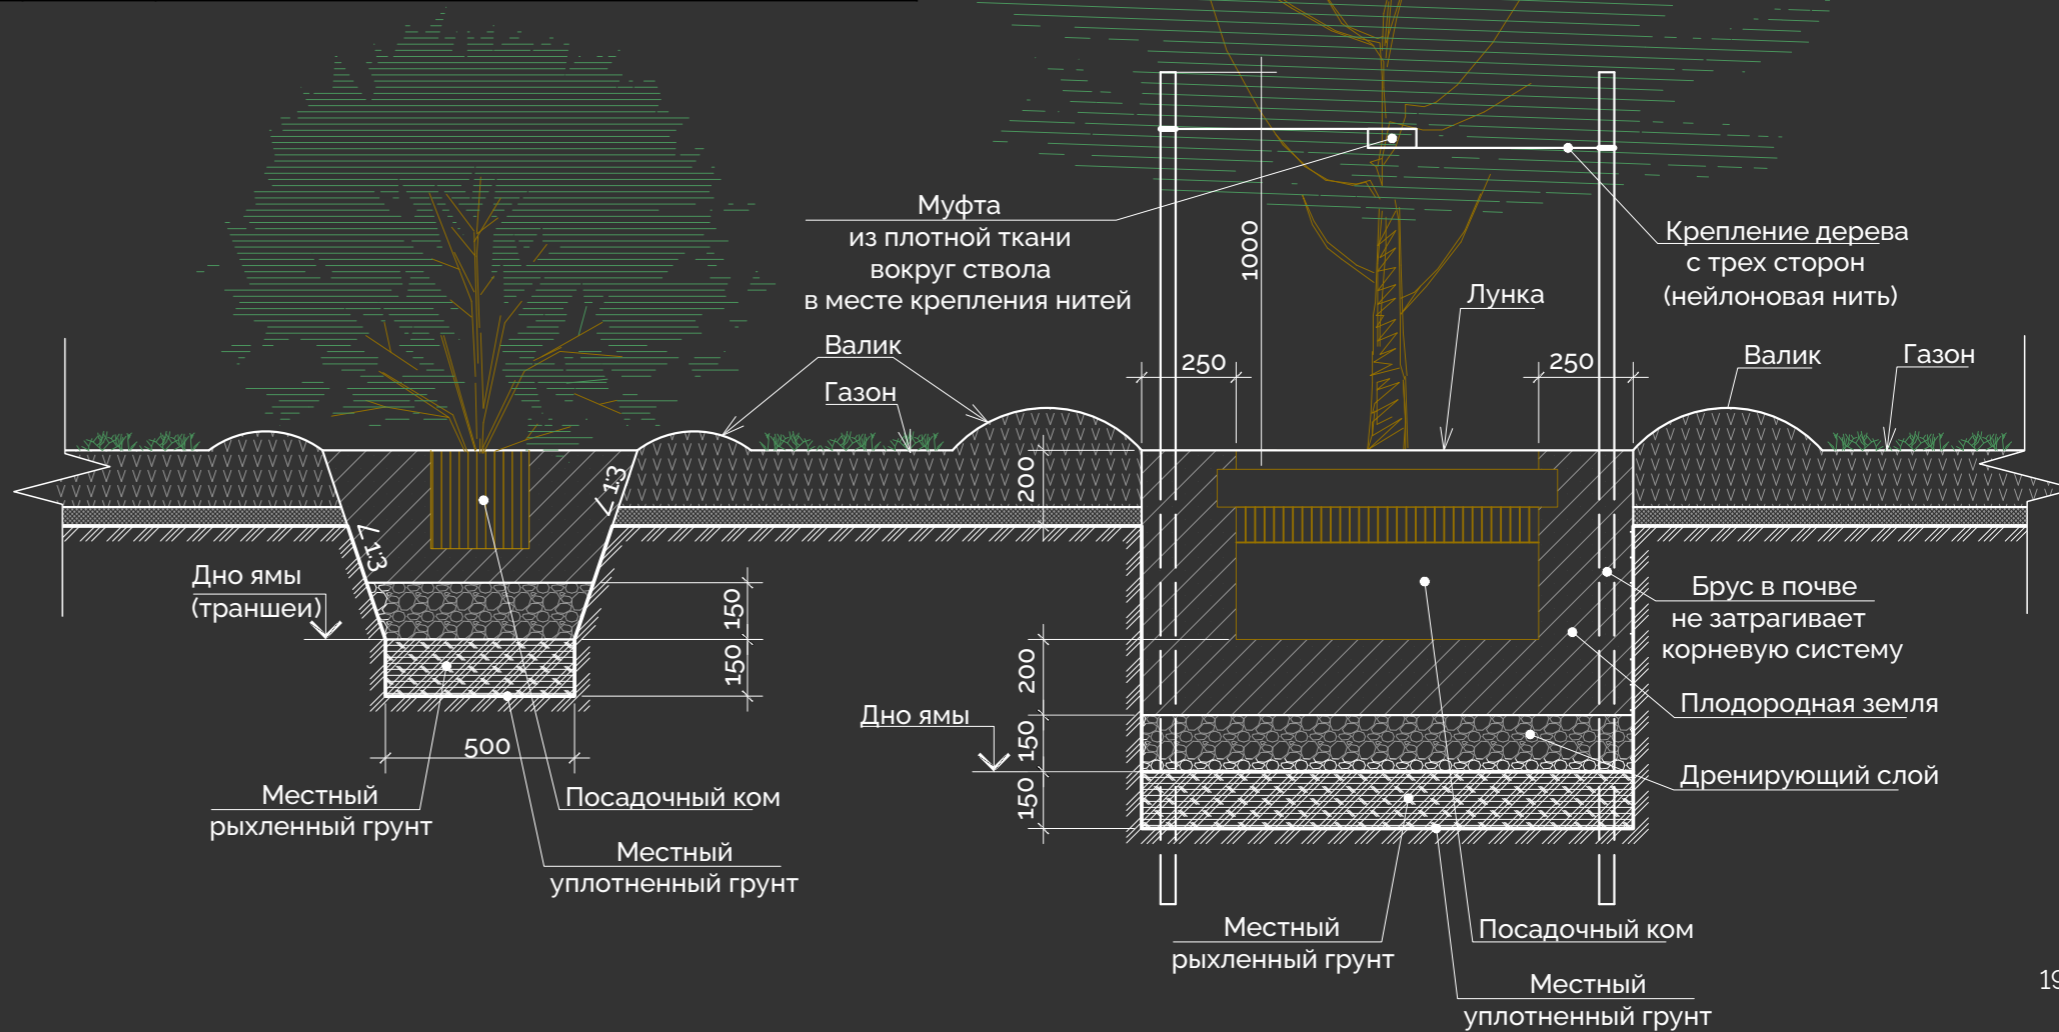 Муфта
из плотной ткани
вокруг ствола
в месте крепления нитей
1000
Крепление дерева
с трех сторон
(нейлоновая нить)
Лунка
Валик
Газон
250
250
Валик
Газон
200
∠ 1:3
∠ 1:3
Дно ямы
(траншеи)
150
150
500
Местный
рыхленный грунт
Посадочный ком
Местный
уплотненный грунт
Брус в почве
не затрагивает
корневую систему
200
Плодородная земля
Дно ямы
150
Дренирующий слой
150
Местный
рыхленный грунт
Посадочный ком
Местный
уплотненный грунт